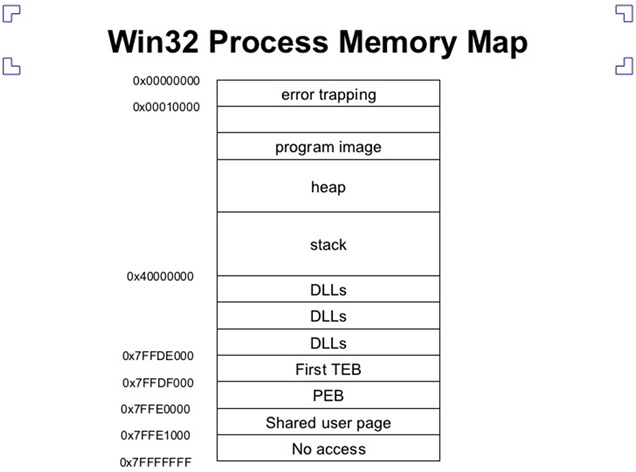 Win32 Process Memory Map
0x00000000
error trapping
0x00010000
program image
heap
stack
0x40000000
DLLs
DLLs
DLLs
0x7FFDE000
First TEB
0x7FFDF000
PEB
0x7FFE0000
Shared user page
0x7FFE1000
No access
0x7FFFFFFF